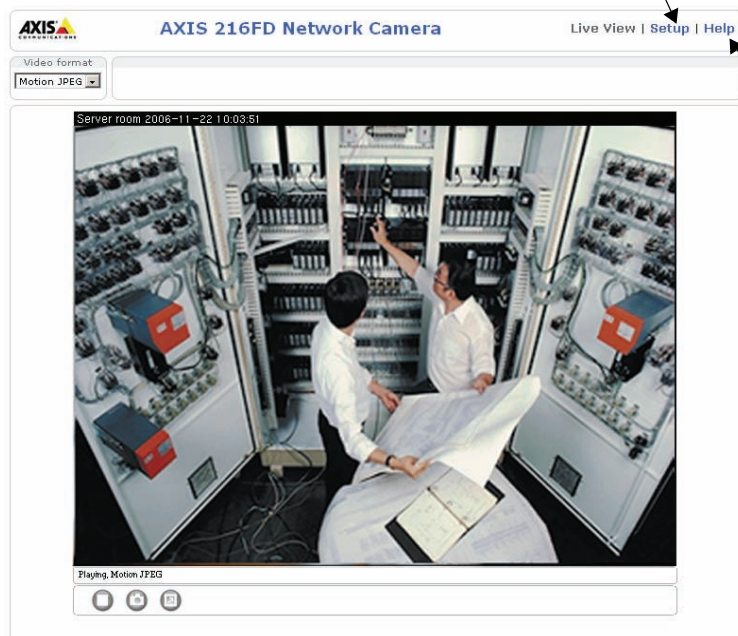 AXIS
COMMUNICATIONS
AXIS 216FD Network Camera
Live View | Setup | Help
Video format
Motion JPEG
Server room 2006-11-22 10:03:51
Playing, Motion JPEG